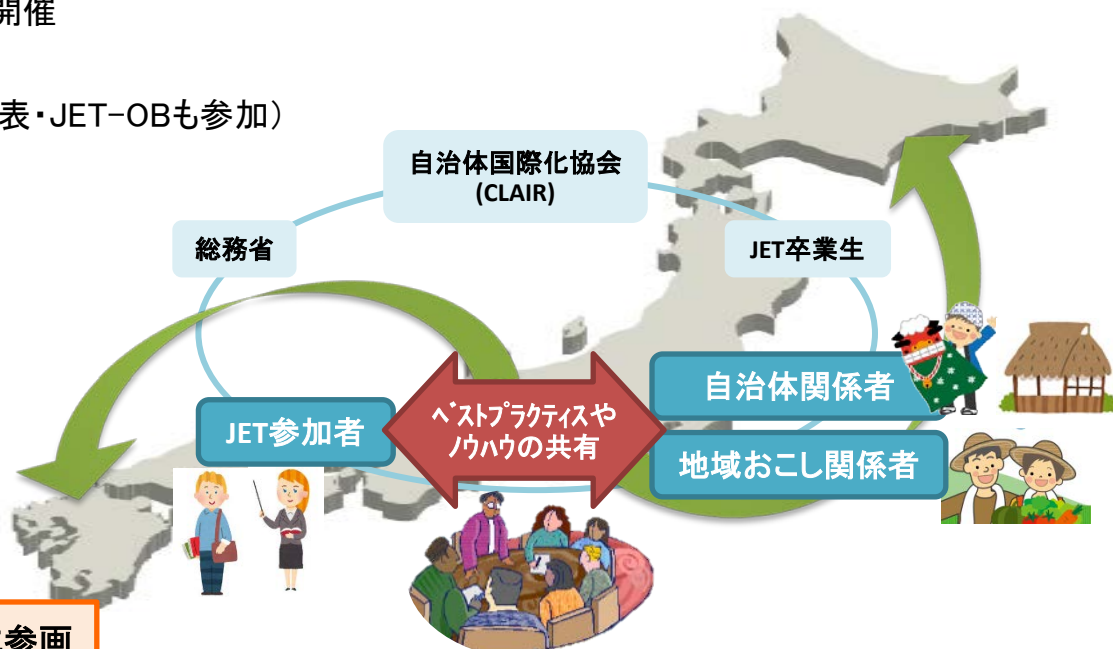 開催
表・JET-OBも参加）
自治体国際化協会
(CLAIR)
総務省
JET卒業生
自治体関係者
JET参加者
ﾍﾞｽﾄﾌﾟﾗｸﾃｨｽや
ﾉｳﾊｳの共有
地域おこし関係者
参画